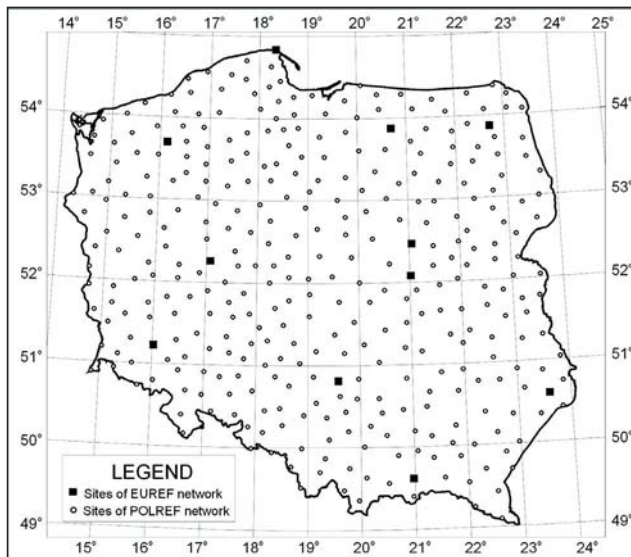 14° 15° 16° 17° 18° 19° 20° 21° 22° 23° 24° 25°
54° 54°
53° 53°
52° 52°
51° 51°
50° 50°
49° 49°
LEGEND
Sites of EUREF network
Sites of POLREF network
15° 16° 17° 18° 19° 20° 21° 22° 23° 24°